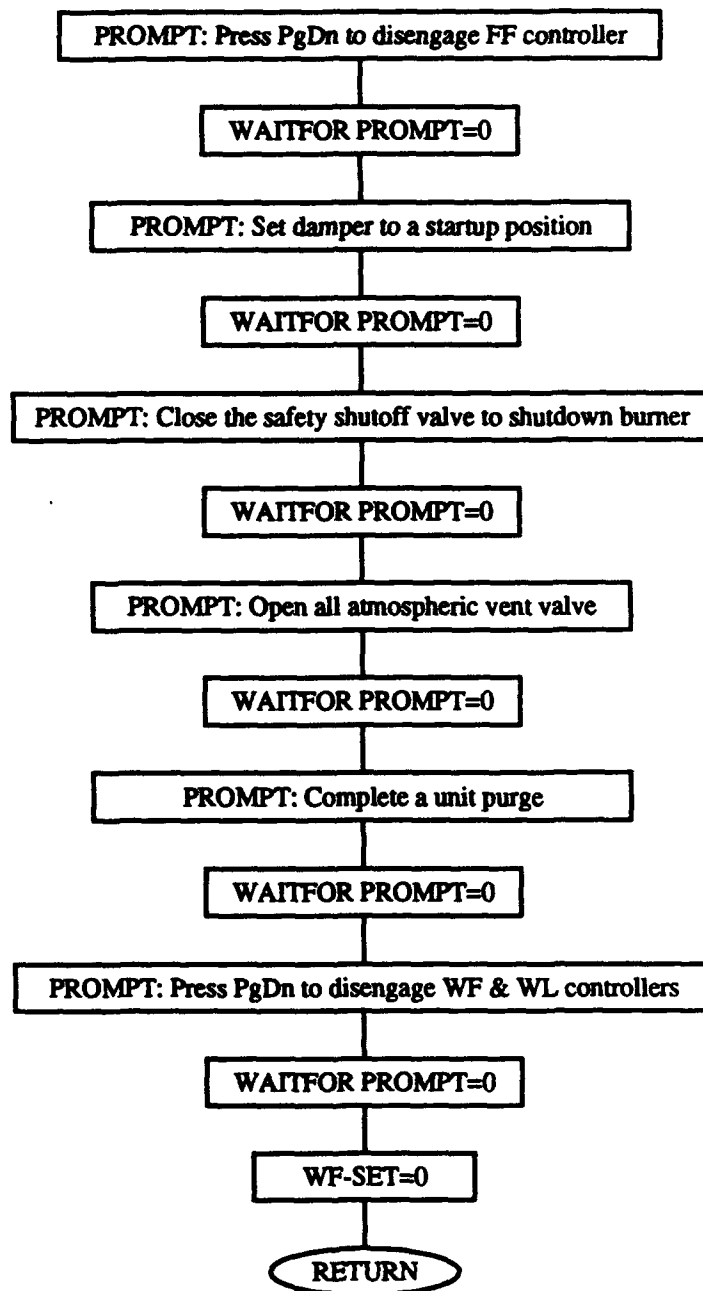 PROMPT: Press PgDn to disengage FF controller
WAITFOR PROMPT=0
PROMPT: Set damper to a startup position
WAITFOR PROMPT=0
PROMPT: Close the safety shutoff valve to shutdown burner
WAITFOR PROMPT=0
PROMPT: Open all atmospheric vent valve
WAITFOR PROMPT=0
PROMPT: Complete a unit purge
WAITFOR PROMPT=0
PROMPT: Press PgDn to disengage WF & WL controllers
WAITFOR PROMPT=0
WF-SET=0
RETURN